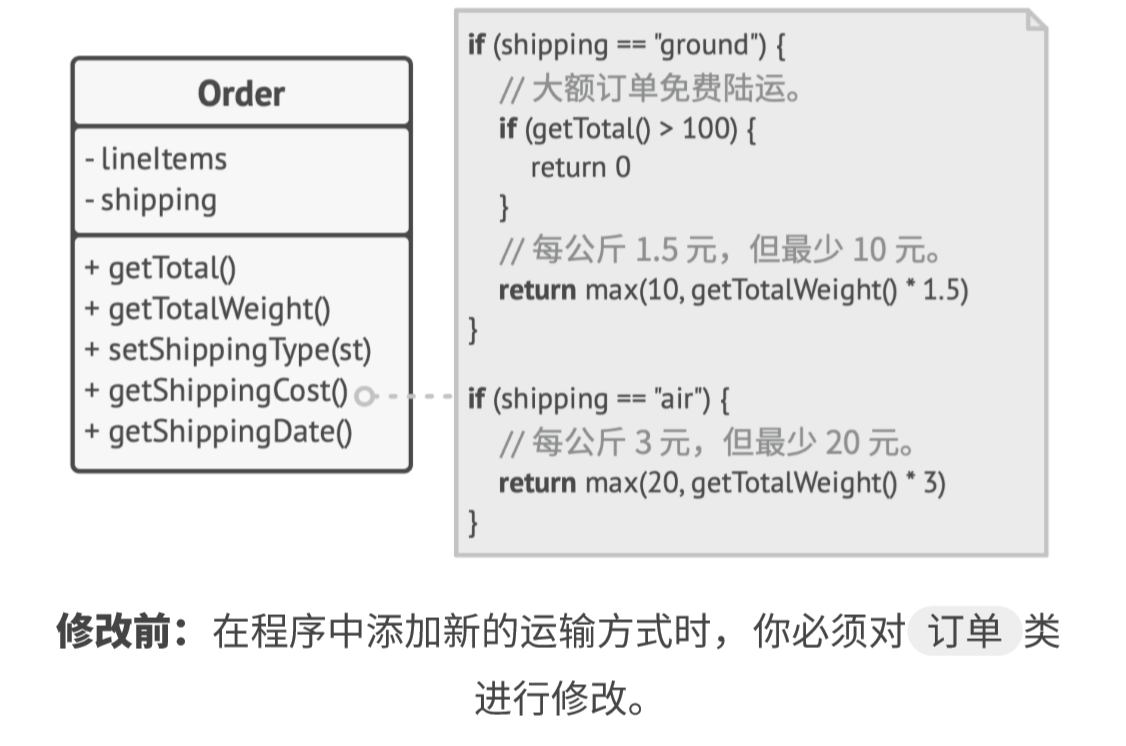 Order
- lineItems
- shipping
+ getTotal()
+ getTotalWeight()
+ setShippingType(st)
+ getShippingCost()
+ getShippingDate()
if (shipping == "ground") {
// 大额订单免费陆运。
if (getTotal() > 100) {
return 0
}
// 每公斤 1.5 元，但最少 10 元。
return max(10, getTotalWeight() * 1.5)
}
if (shipping == "air") {
// 每公斤 3 元，但最少 20 元。
return max(20, getTotalWeight() * 3)
}
修改前：在程序中添加新的运输方式时，你必须对 订单 类
进行修改。